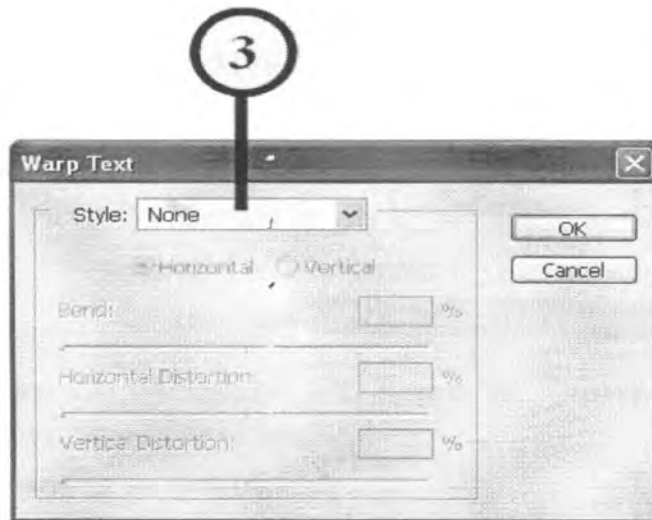 3
Warp Text
Style: None
OK
Horizontal Vertical
Cancel
Bend: %
Horizontal Distortion: %
Vertical Distortion: %